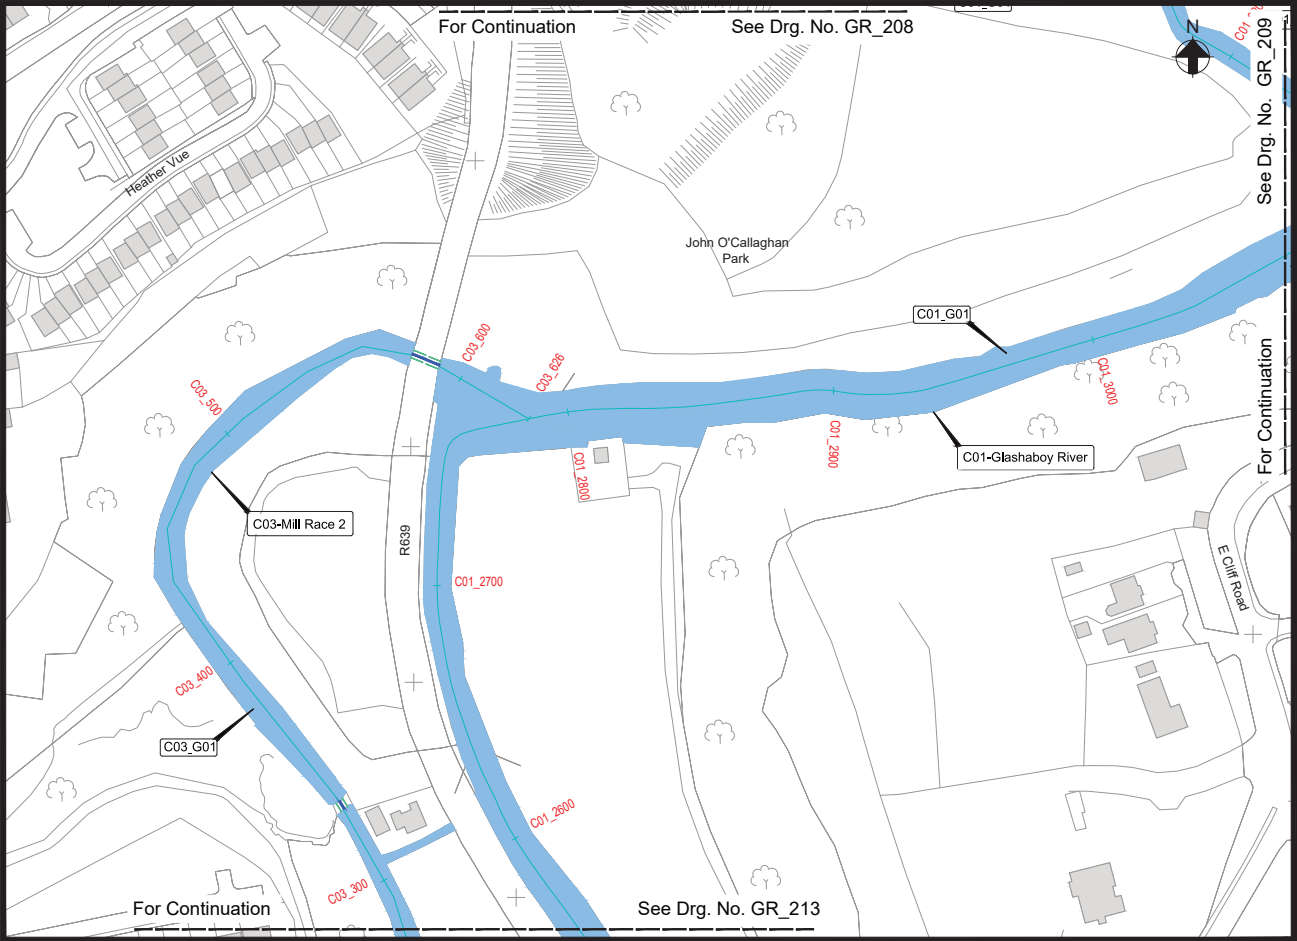 For Continuation
See Drg. No. GR_208
N
See Drg. No. GR_209
Heather Vue
John O'Callaghan
Park
C01_G01
C03_600
C03_626
C03_500
C01_3000
C01_2900
For Continuation
C01-Glashaboy River
C01_2800
C03-Mill Race 2
R639
C01_2700
E Cliff Road
C03_400
C03_G01
C01_2600
C03_300
For Continuation
See Drg. No. GR_213